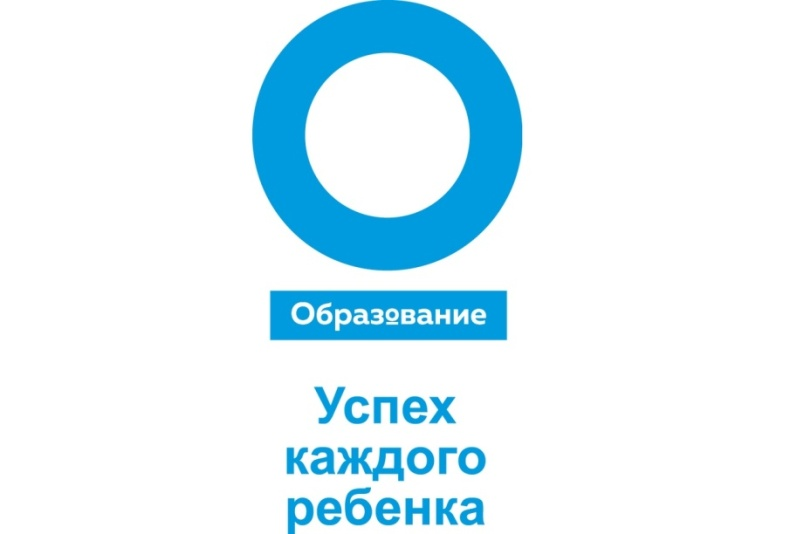 Образование
Успех
каждого
ребенка